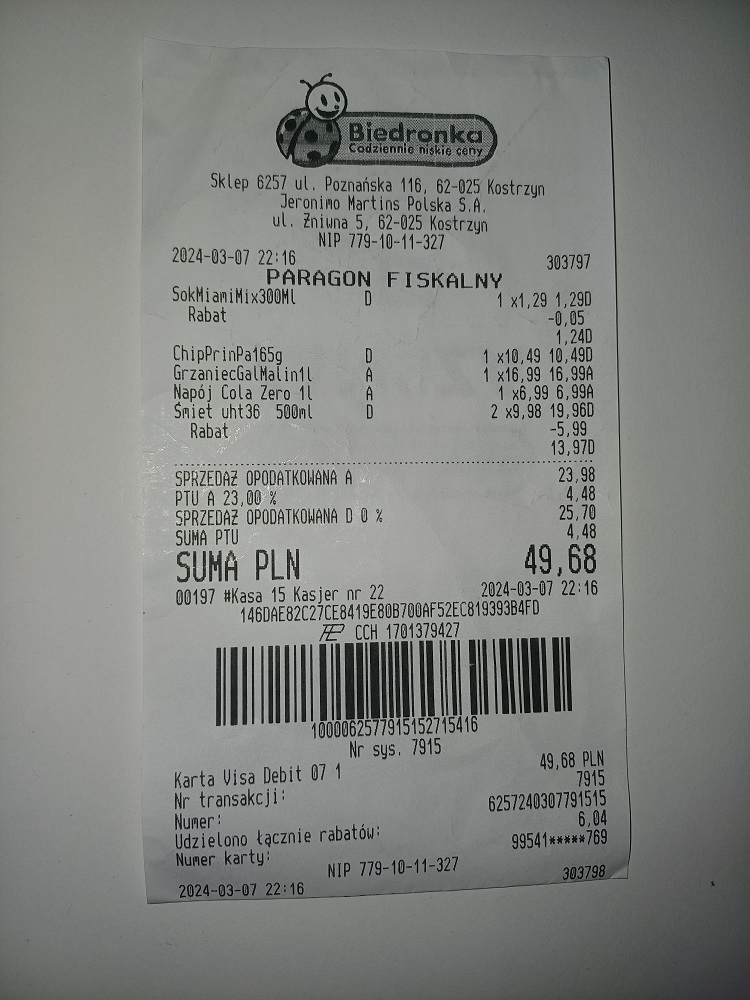 Biedronka
Codziennie niskie ceny
Sklep 6257 ul. Poznańska 116, 62-025 Kostrzyn
Jeronimo Martins Polska S.A.
ul. Żniwna 5, 62-025 Kostrzyn
NIP 779-10-11-327
2024-03-07 22:16 303797
PARAGON FISKALNY
SokMiamiMix300Ml D 1 x1,29 1,29D
Rabat -0,05
1,24D
ChipPrinPa165g D 1 x10,49 10,49D
GrzaniecGalMalin1l A 1 x16,99 16,99A
Napój Cola Zero 1l A 1 x6,99 6,99A
Śmiet uht36 500ml D 2 x9,98 19,96D
Rabat -5,99
13,97D
SPRZEDAŻ OPODATKOWANA A 23,98
PTU A 23,00 % 4,48
SPRZEDAŻ OPODATKOWANA D 0 % 25,70
SUMA PTU 4,48
SUMA PLN 49,68
00197 #Kasa 15 Kasjer nr 22 2024-03-07 22:16
146DAE82C27CE8419E80B700AF52EC819393B4FD
CCH 1701379427
1000062577915152715416
Nr sys. 7915
Karta Visa Debit 07 1 49,68 PLN
Nr transakcji: 7915
Numer: 6257240307791515
Udzielono łącznie rabatów: 6,04
Numer karty: 99541*****769
NIP 779-10-11-327
2024-03-07 22:16 303798